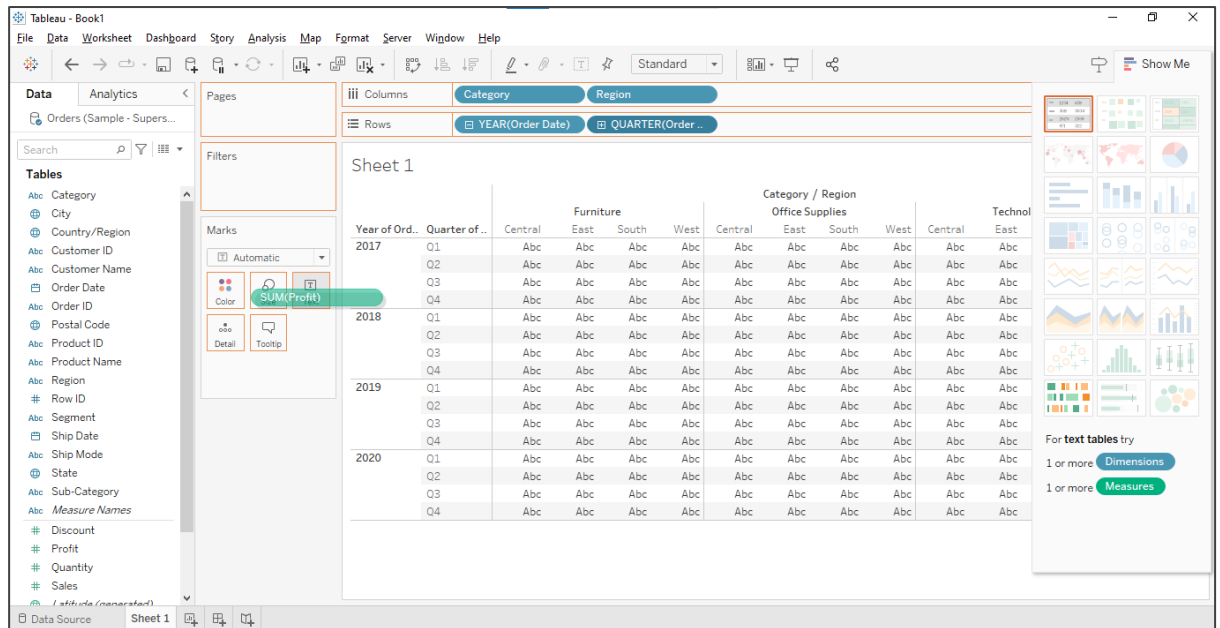 Tableau - Book1
File Data Worksheet Dashboard Story Analysis Map Format Server Window Help
Standard
Show Me
Data Analytics
Orders (Sample - Supers...
Search
Tables
Abc Category
City
Country/Region
Abc Customer ID
Abc Customer Name
Order Date
Abc Order ID
Postal Code
Abc Product ID
Abc Product Name
Abc Region
# Row ID
Abc Segment
Ship Date
Abc Ship Mode
State
Abc Sub-Category
Abc Measure Names
# Discount
# Profit
# Quantity
# Sales
Latitude (generated)
Pages
Filters
Marks
Automatic
Color
SUM(Profit)
Detail Tooltip
Columns Category Region
Rows YEAR(Order Date) QUARTER(Order ..
Sheet 1
Category / Region
Furniture Office Supplies Technol
Year of Ord.. Quarter of .. Central East South West Central East South West Central East
2017 Q1 Abc Abc Abc Abc Abc Abc Abc Abc Abc Abc
Q2 Abc Abc Abc Abc Abc Abc Abc Abc Abc Abc
Q3 Abc Abc Abc Abc Abc Abc Abc Abc Abc Abc
Q4 Abc Abc Abc Abc Abc Abc Abc Abc Abc Abc
2018 Q1 Abc Abc Abc Abc Abc Abc Abc Abc Abc Abc
Q2 Abc Abc Abc Abc Abc Abc Abc Abc Abc Abc
Q3 Abc Abc Abc Abc Abc Abc Abc Abc Abc Abc
Q4 Abc Abc Abc Abc Abc Abc Abc Abc Abc Abc
2019 Q1 Abc Abc Abc Abc Abc Abc Abc Abc Abc Abc
Q2 Abc Abc Abc Abc Abc Abc Abc Abc Abc Abc
Q3 Abc Abc Abc Abc Abc Abc Abc Abc Abc Abc
Q4 Abc Abc Abc Abc Abc Abc Abc Abc Abc Abc
2020 Q1 Abc Abc Abc Abc Abc Abc Abc Abc Abc Abc
Q2 Abc Abc Abc Abc Abc Abc Abc Abc Abc Abc
Q3 Abc Abc Abc Abc Abc Abc Abc Abc Abc Abc
Q4 Abc Abc Abc Abc Abc Abc Abc Abc Abc Abc
For text tables try
1 or more Dimensions
1 or more Measures
Data Source Sheet 1